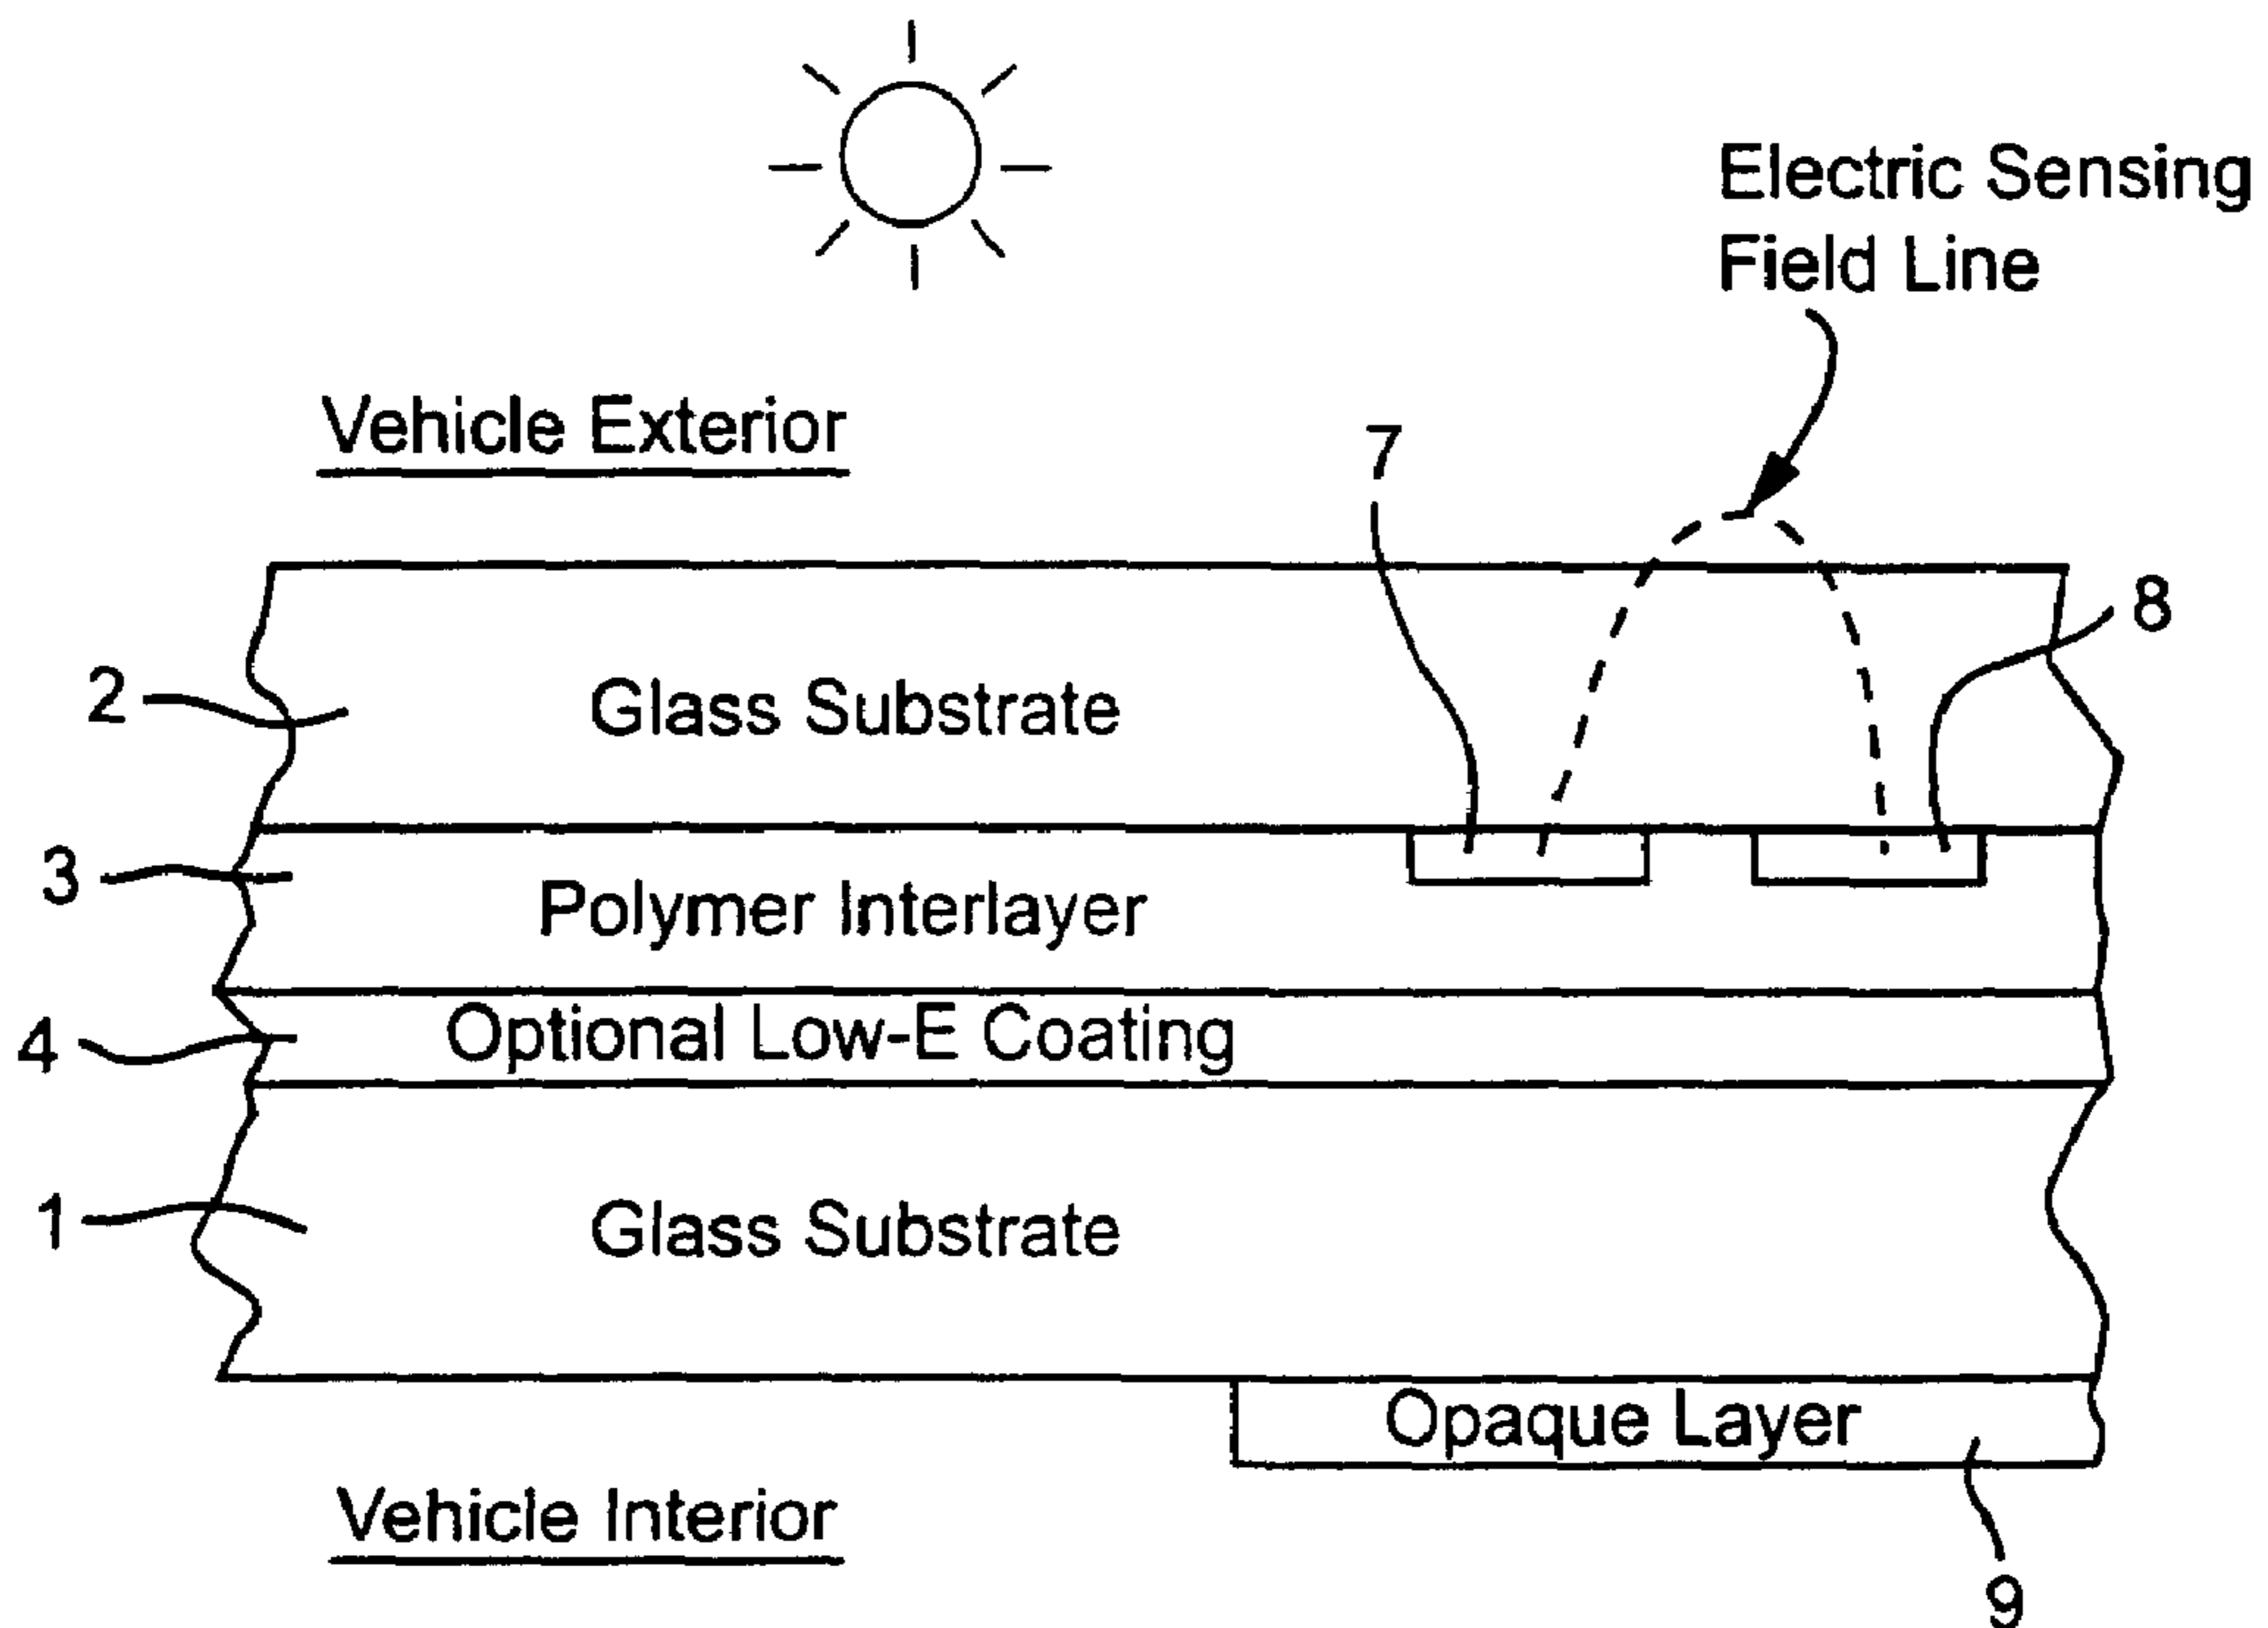 Electric Sensing
Field Line
Vehicle Exterior
7
8
2
Glass Substrate
3
Polymer Interlayer
4
Optional Low-E Coating
1
Glass Substrate
Opaque Layer
Vehicle Interior
9